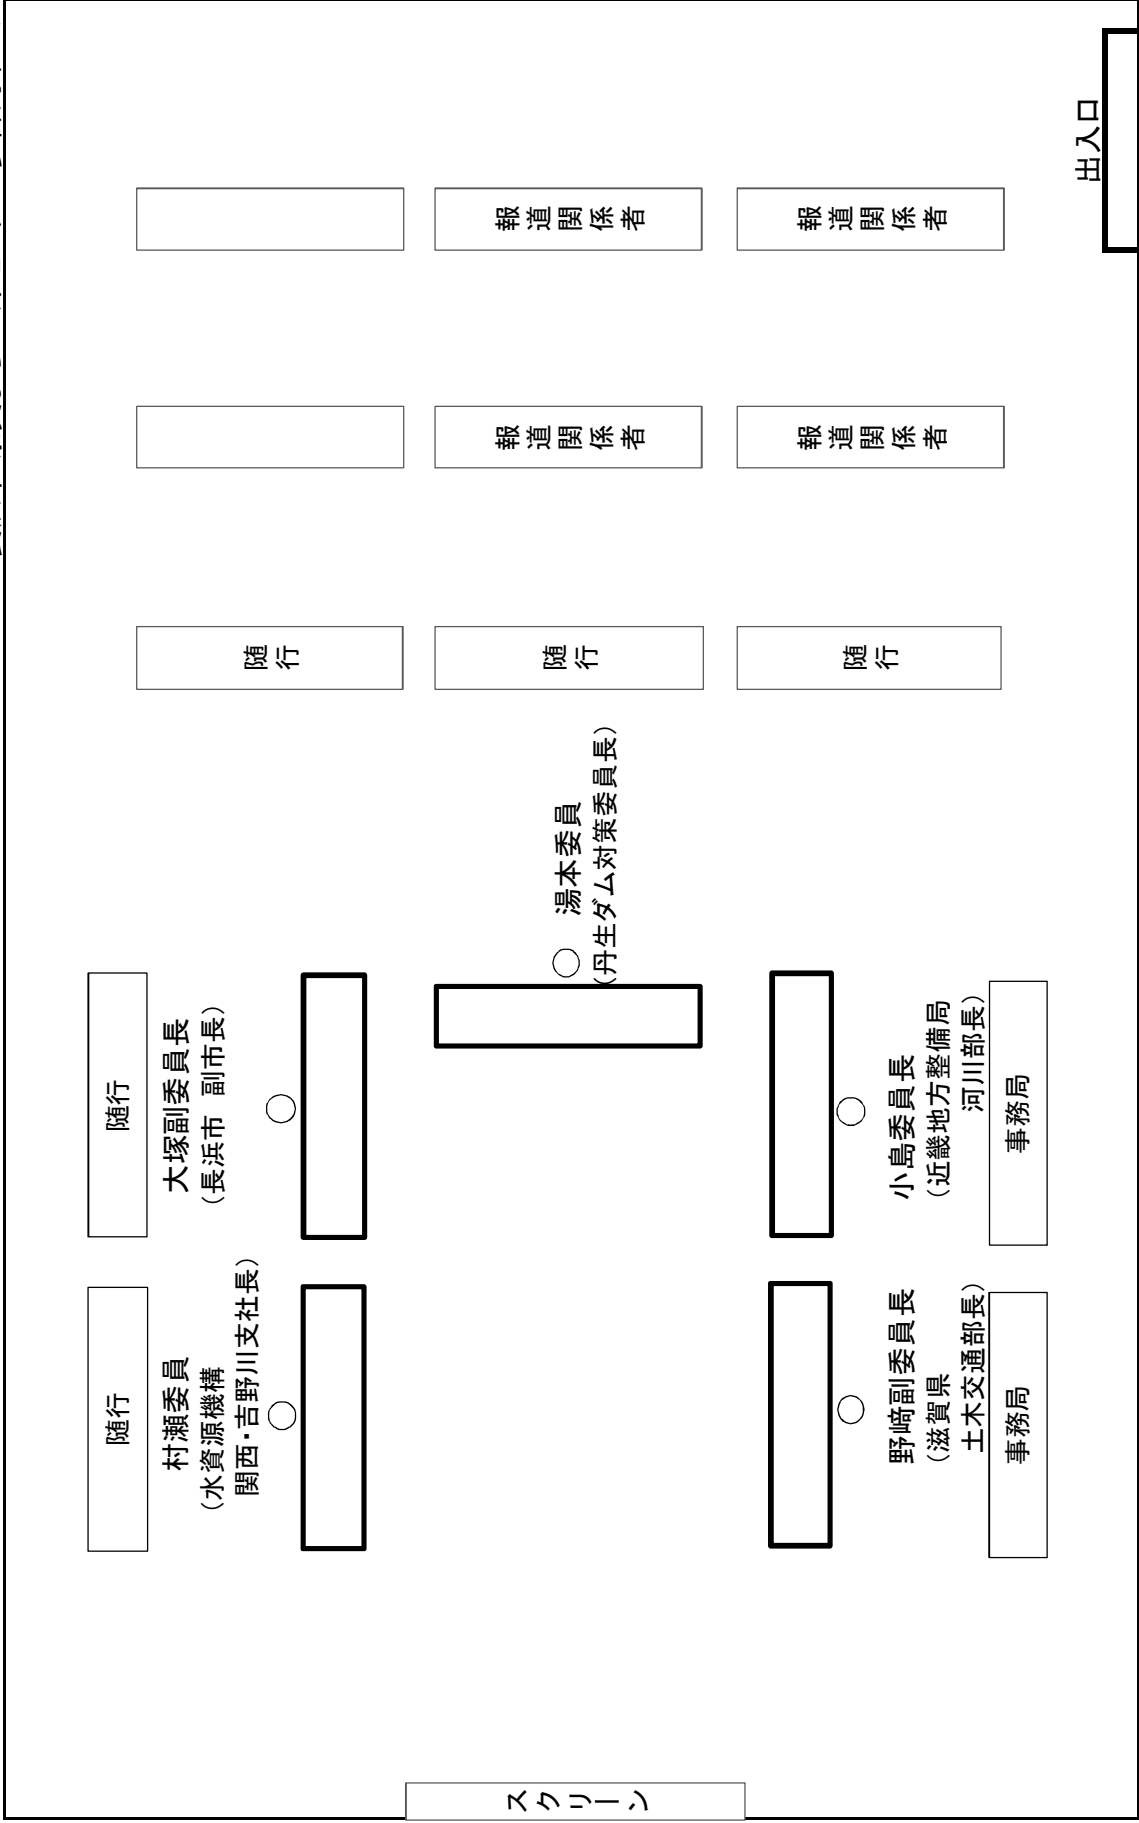 出入口
報道関係者
報道関係者
報道関係者
報道関係者
随行
随行
随行
湯本委員
(丹生ダム対策委員長)
随行
大塚副委員長
(長浜市 副市長)
小島委員長
(近畿地方整備局
河川部長)
事務局
随行
村瀬委員
(水資源機構
関西・吉野川支社長)
野﨑副委員長
(滋賀県
土木交通部長)
事務局
スクリーン